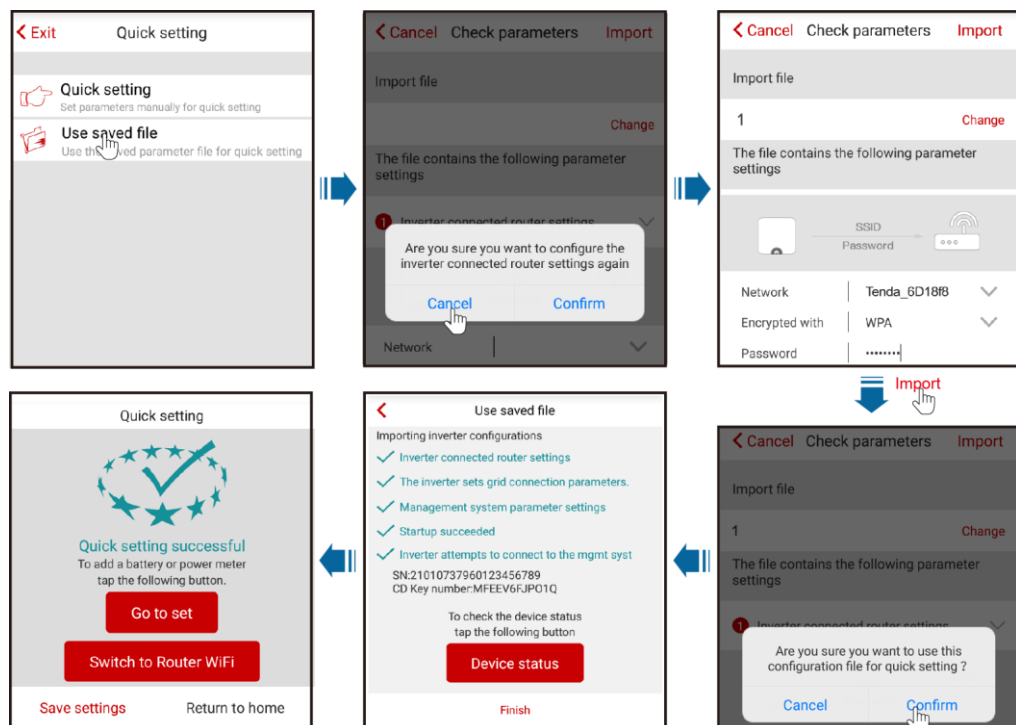 Exit Quick setting
Quick setting
Set parameters manually for quick setting
Use saved file
Use the saved parameter file for quick setting
Cancel Check parameters Import
Import file
Change
The file contains the following parameter
settings
1 Inverter connected router settings
Are you sure you want to configure the
inverter connected router settings again
Cancel Confirm
Network
Cancel Check parameters Import
Import file
1 Change
The file contains the following parameter
settings
SSID
Password
Network Tenda_6D18f8
Encrypted with WPA
Password ••••••••
Import
Cancel Check parameters Import
Import file
1 Change
The file contains the following parameter
settings
1 Inverter connected router settings
Are you sure you want to use this
configuration file for quick setting ?
Cancel Confirm
Use saved file
Importing inverter configurations
Inverter connected router settings
The inverter sets grid connection parameters.
Management system parameter settings
Startup succeeded
Inverter attempts to connect to the mgmt syst
SN:21010737960123456789
CD Key number:MFEEV6FJPO1Q
To check the device status
tap the following button
Device status
Finish
Quick setting
Quick setting successful
To add a battery or power meter
tap the following button.
Go to set
Switch to Router WiFi
Save settings Return to home